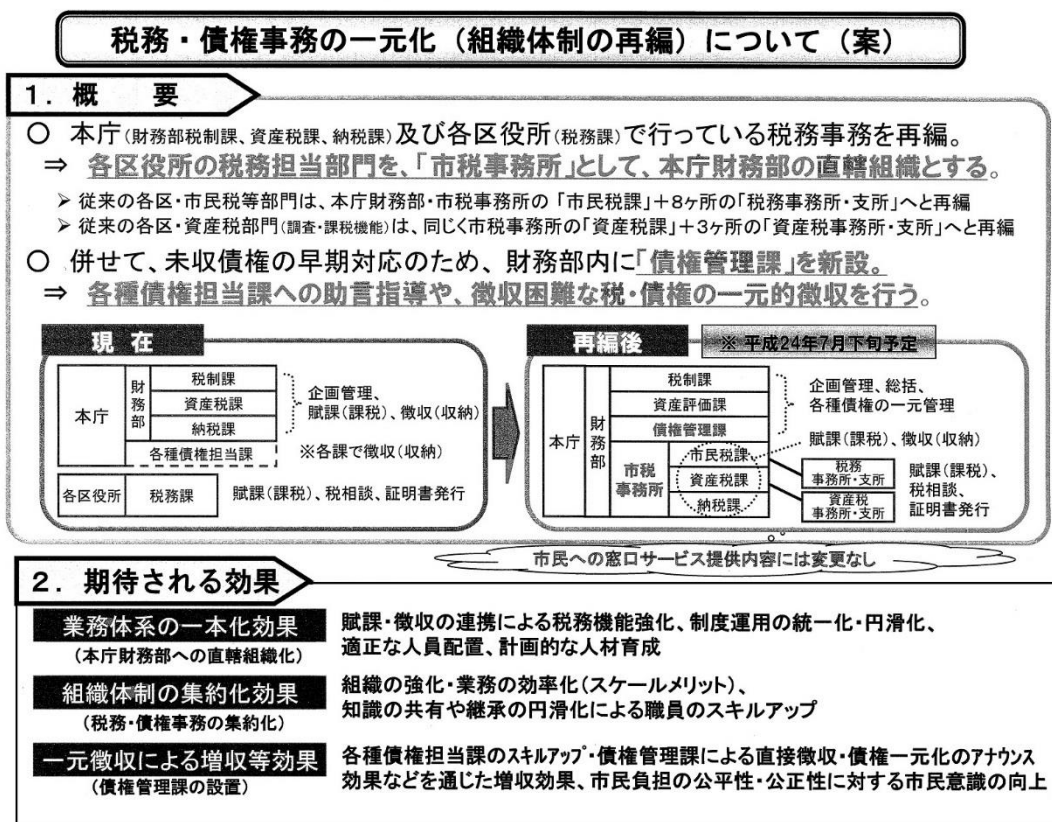 税務・債権事務の一元化（組織体制の再編）について（案）
1．概　要
○ 本庁（財務部税制課、資産税課、納税課）及び各区役所（税務課）で行っている税務事務を再編。
⇒ 各区役所の税務担当部門を、「市税事務所」として、本庁財務部の直轄組織とする。
➢ 従来の各区・市民税等部門は、本庁財務部・市税事務所の「市民税課」＋8ヶ所の「税務事務所・支所」へと再編
➢ 従来の各区・資産税部門（調査・課税機能）は、同じく市税事務所の「資産税課」＋3ヶ所の「資産税事務所・支所」へと再編
○ 併せて、未収債権の早期対応のため、財務部内に「債権管理課」を新設。
⇒ 各種債権担当課への助言指導や、徴収困難な税・債権の一元的徴収を行う。
現 在
本庁
財務部
税制課
資産税課
納税課
各種債権担当課
企画管理、
賦課（課税）、徴収（収納）
※各課で徴収（収納）
各区役所
税務課
賦課（課税）、税相談、証明書発行
再編後
※ 平成24年7月下旬予定
本庁
財務部
税制課
資産評価課
債権管理課
市税
事務所
市民税課
資産税課
納税課
企画管理、総括、
各種債権の一元管理
賦課（課税）、徴収（収納）
税務
事務所・支所
資産税
事務所・支所
賦課（課税）、
税相談、
証明書発行
市民への窓口サービス提供内容には変更なし
2．期待される効果
業務体系の一本化効果
（本庁財務部への直轄組織化）
賦課・徴収の連携による税務機能強化、制度運用の統一化・円滑化、
適正な人員配置、計画的な人材育成
組織体制の集約化効果
（税務・債権事務の集約化）
組織の強化・業務の効率化（スケールメリット）、
知識の共有や継承の円滑化による職員のスキルアップ
一元徴収による増収等効果
（債権管理課の設置）
各種債権担当課のスキルアップ・債権管理課による直接徴収・債権一元化のアナウンス
効果などを通じた増収効果、市民負担の公平性・公正性に対する市民意識の向上